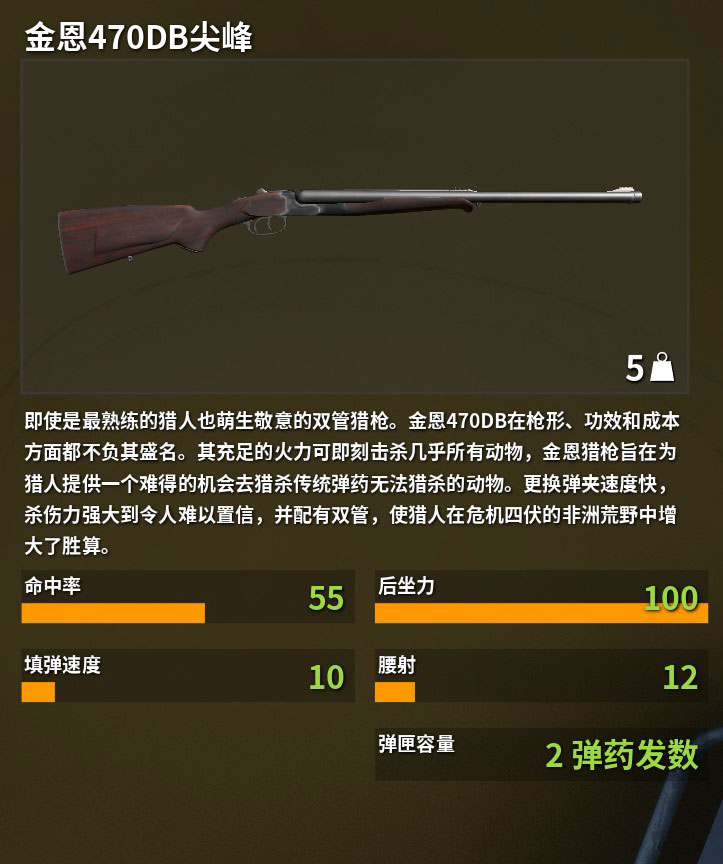 金恩470DB尖峰
5
即使是最熟练的猎人也萌生敬意的双管猎枪。金恩470DB在枪形、功效和成本
方面都不负其盛名。其充足的火力可即刻击杀几乎所有动物，金恩猎枪旨在为
猎人提供一个难得的机会去猎杀传统弹药无法猎杀的动物。更换弹夹速度快，
杀伤力强大到令人难以置信，并配有双管，使猎人在危机四伏的非洲荒野中增
大了胜算。
命中率 55
后坐力 100
填弹速度 10
腰射 12
弹匣容量 2 弹药发数